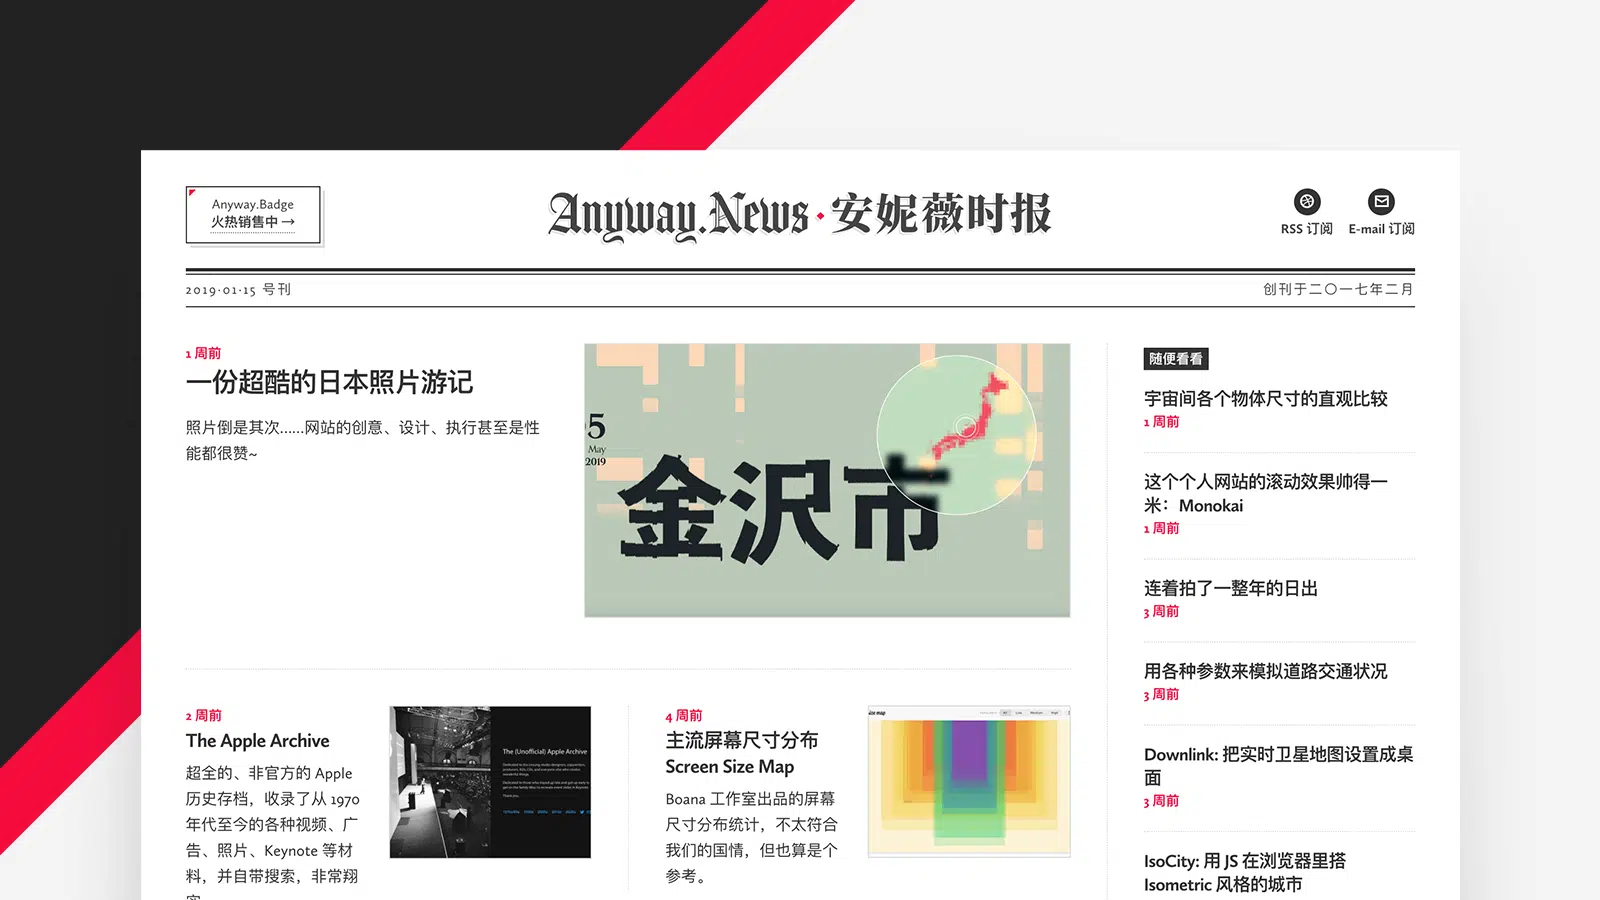 Anyway.Badge
火热销售中 →
Anyway.News·安妮薇时报
RSS 订阅
E-mail 订阅
2019·01·15 号刊
创刊于二〇一七年二月
1 周前
一份超酷的日本照片游记
照片倒是其次……网站的创意、设计、执行甚至是性
能都很赞~
5
May
2019
金沢市
随便看看
宇宙间各个物体尺寸的直观比较
1 周前
这个个人网站的滚动效果帅得一
米：Monokai
1 周前
连着拍了一整年的日出
3 周前
用各种参数来模拟道路交通状况
3 周前
Downlink: 把实时卫星地图设置成桌
面
3 周前
IsoCity: 用 JS 在浏览器里搭
Isometric 风格的城市
2 周前
The Apple Archive
超全的、非官方的 Apple
历史存档，收录了从 1970
年代至今的各种视频、广
告、照片、Keynote 等材
料，并自带搜索，非常翔
The (Unofficial) Apple Archive
4 周前
主流屏幕尺寸分布
Screen Size Map
Boana 工作室出品的屏幕
尺寸分布统计，不太符合
我们的国情，但也算是个
参考。